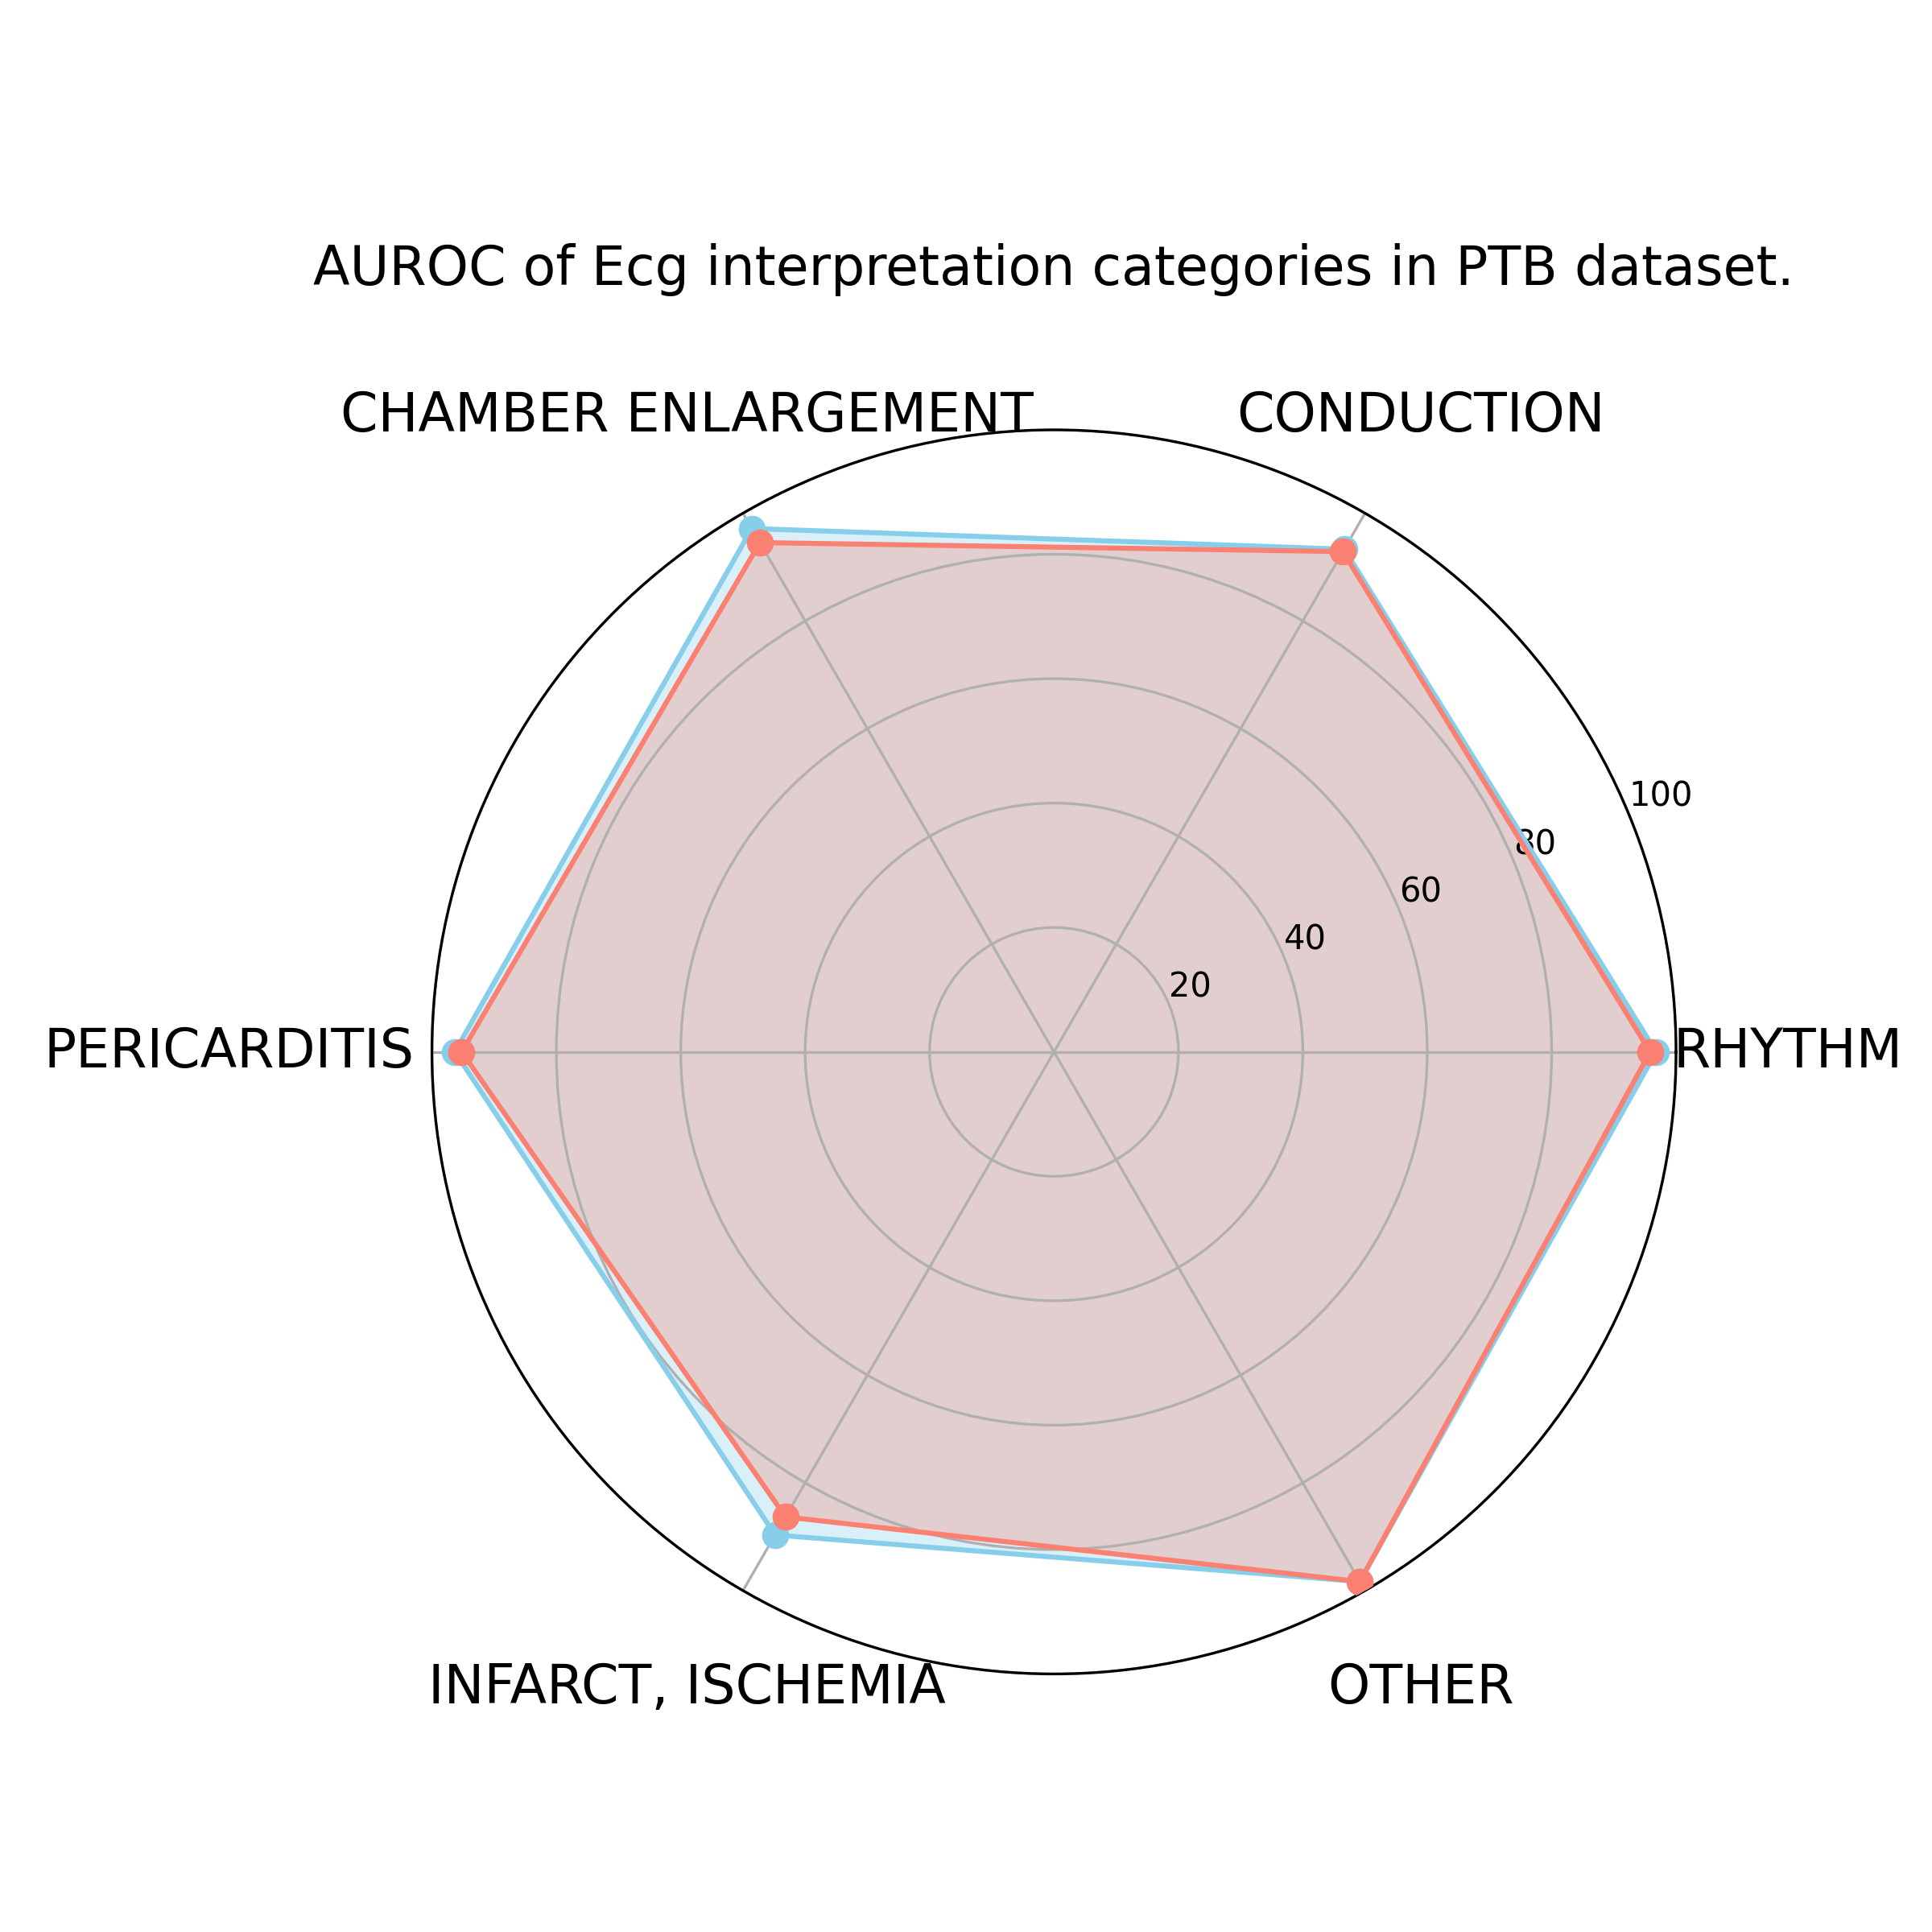 AUROC of Ecg interpretation categories in PTB dataset.
CHAMBER ENLARGEMENT
CONDUCTION
100
80
60
40
20
PERICARDITIS
RHYTHM
INFARCT, ISCHEMIA
OTHER